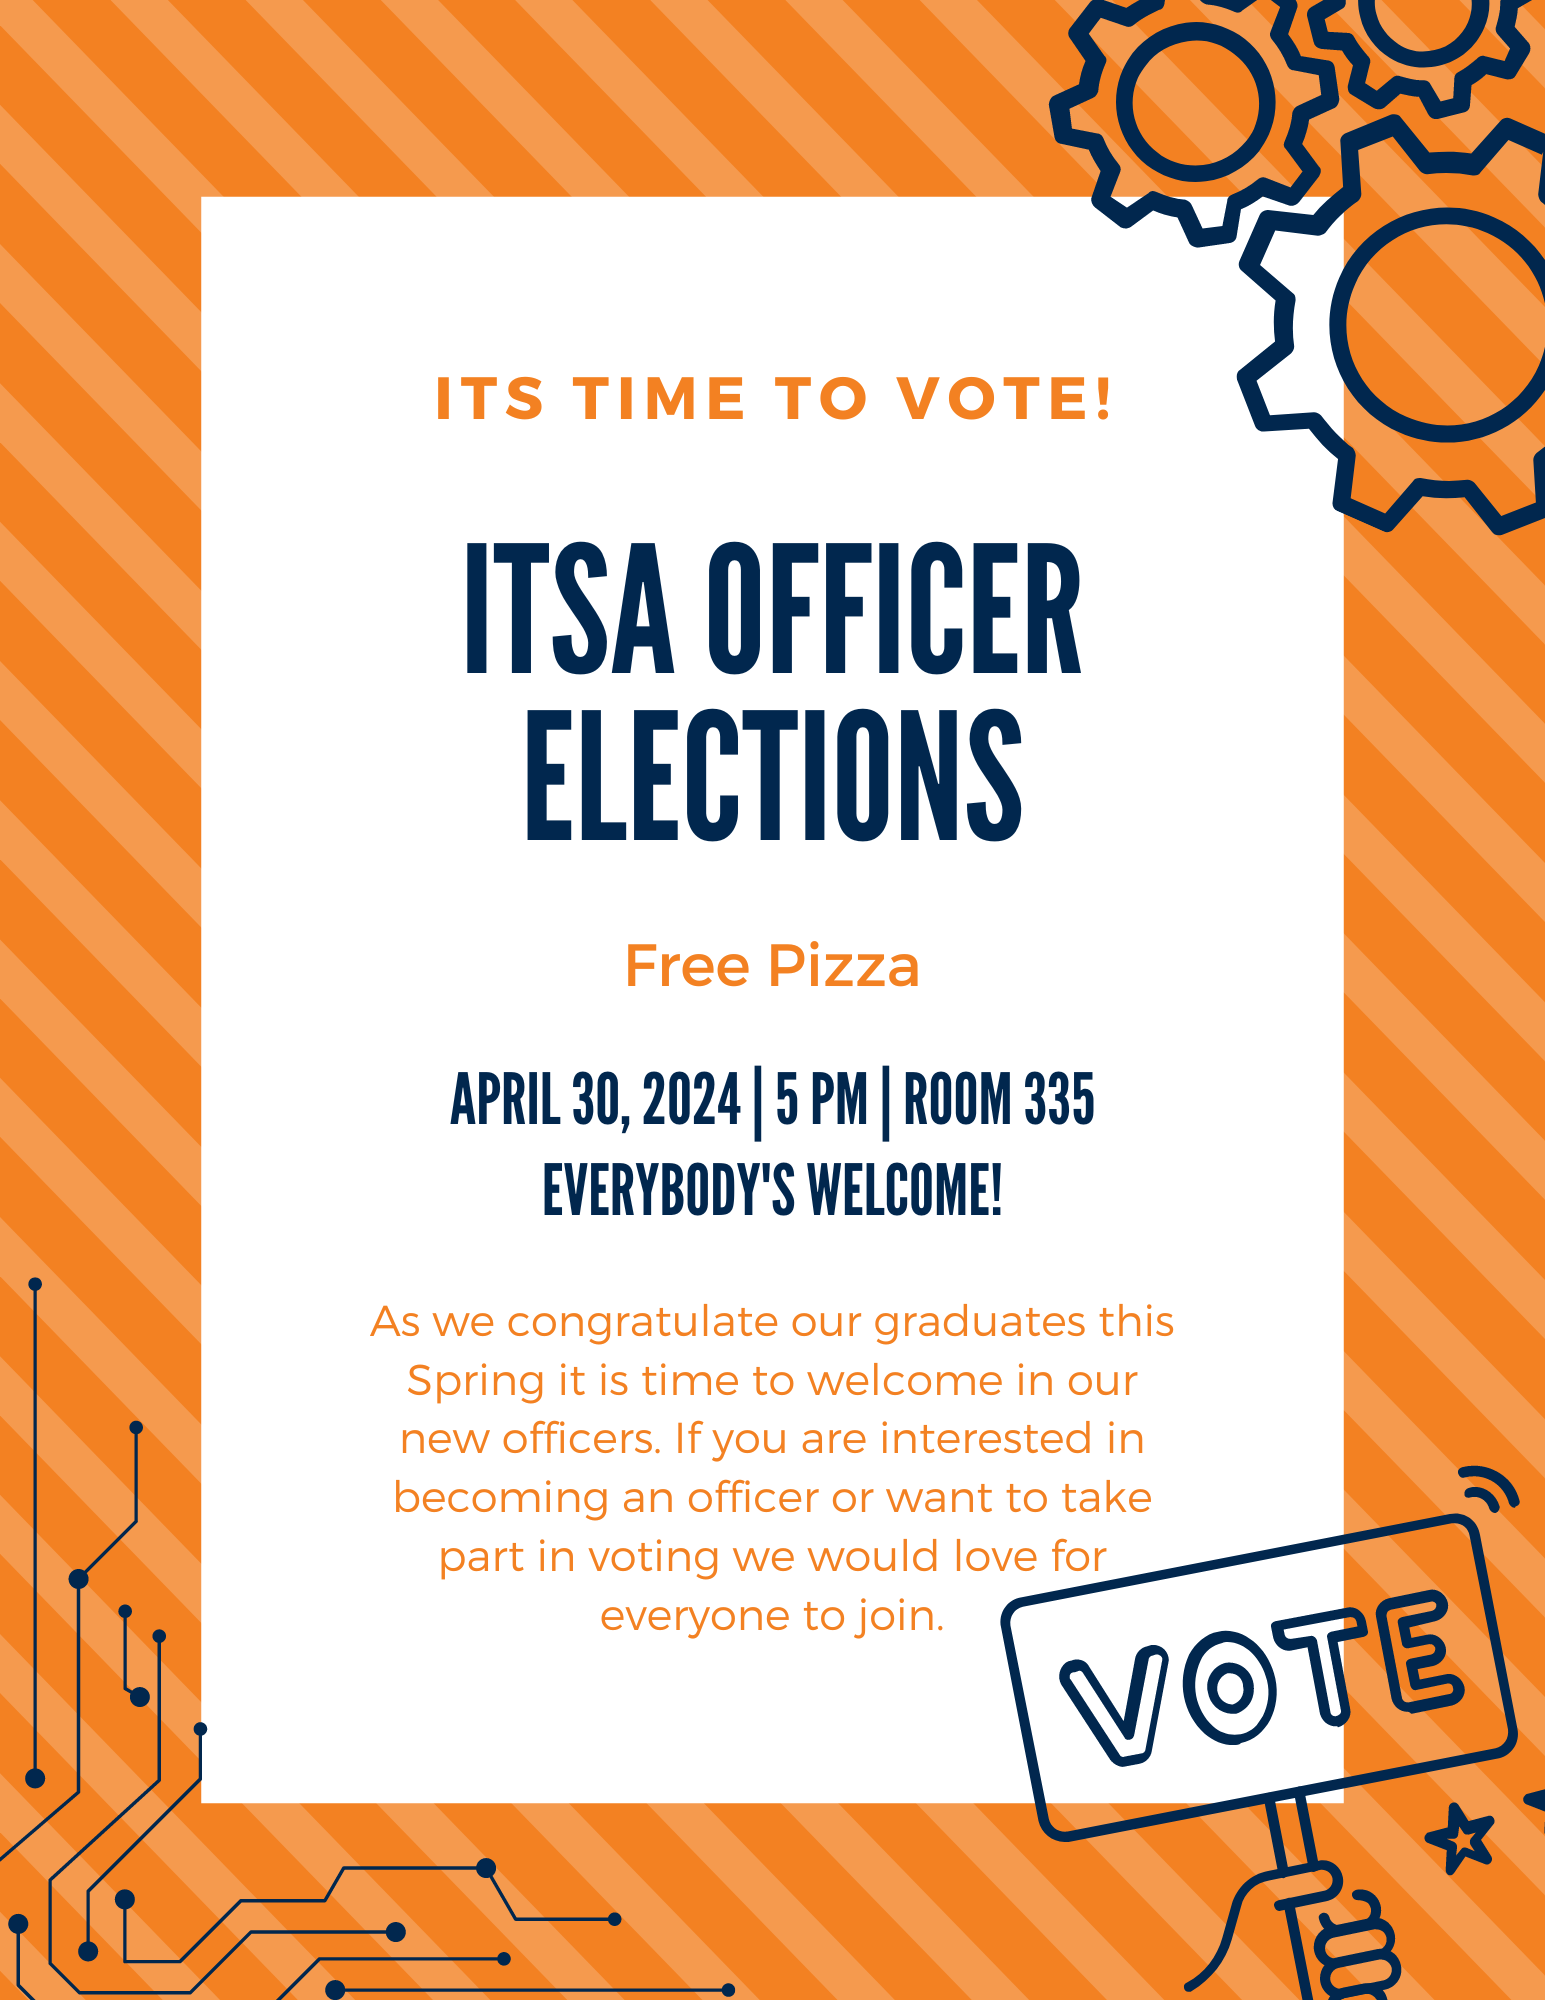 ITS TIME TO VOTE!
ITSA OFFICER
ELECTIONS
Free Pizza
APRIL 30, 2024 | 5 PM | ROOM 335
EVERYBODY'S WELCOME!
As we congratulate our graduates this
Spring it is time to welcome in our
new officers. If you are interested in
becoming an officer or want to take
part in voting we would love for
everyone to join.
VOTE